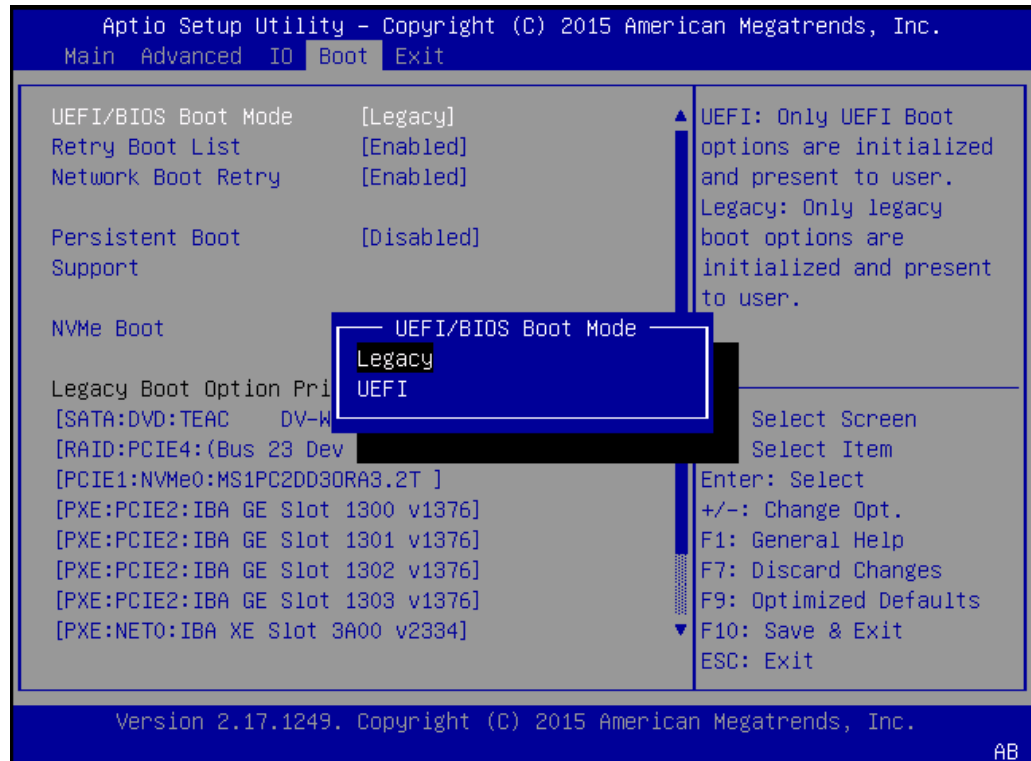 Aptio Setup Utility – Copyright (C) 2015 American Megatrends, Inc.
Main Advanced IO Boot Exit
UEFI/BIOS Boot Mode [Legacy]
Retry Boot List [Enabled]
Network Boot Retry [Enabled]
Persistent Boot [Disabled]
Support
NVMe Boot
Legacy Boot Option Pri
[SATA:DVD:TEAC DV-W
[RAID:PCIE4:(Bus 23 Dev
[PCIE1:NVMe0:MS1PC2DD3ORA3.2T ]
[PXE:PCIE2:IBA GE Slot 1300 v1376]
[PXE:PCIE2:IBA GE Slot 1301 v1376]
[PXE:PCIE2:IBA GE Slot 1302 v1376]
[PXE:PCIE2:IBA GE Slot 1303 v1376]
[PXE:NET0:IBA XE Slot 3A00 v2334]
UEFI/BIOS Boot Mode
Legacy
UEFI
UEFI: Only UEFI Boot
options are initialized
and present to user.
Legacy: Only legacy
boot options are
initialized and present
to user.
Select Screen
Select Item
Enter: Select
+/-: Change Opt.
F1: General Help
F7: Discard Changes
F9: Optimized Defaults
F10: Save & Exit
ESC: Exit
Version 2.17.1249. Copyright (C) 2015 American Megatrends, Inc.
AB